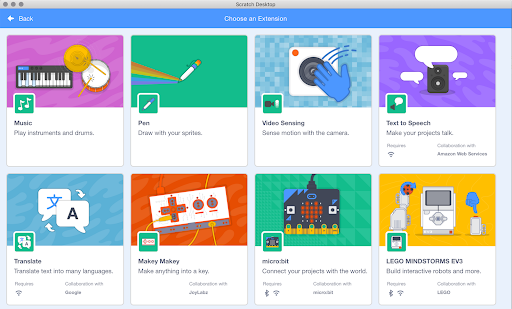 Scratch Desktop
Back
Choose an Extension
Music
Play instruments and drums.
Pen
Draw with your sprites.
Video Sensing
Sense motion with the camera.
Text to Speech
Make your projects talk.
Requires
Collaboration with
Amazon Web Services
文
A
Translate
Translate text into many languages.
Requires
Collaboration with
Google
Makey Makey
Make anything into a key.
Requires
Collaboration with
JoyLabz
micro:bit
Connect your projects with the world.
Requires
Collaboration with
micro:bit
LEGO MINDSTORMS EV3
Build interactive robots and more.
Requires
Collaboration with
LEGO